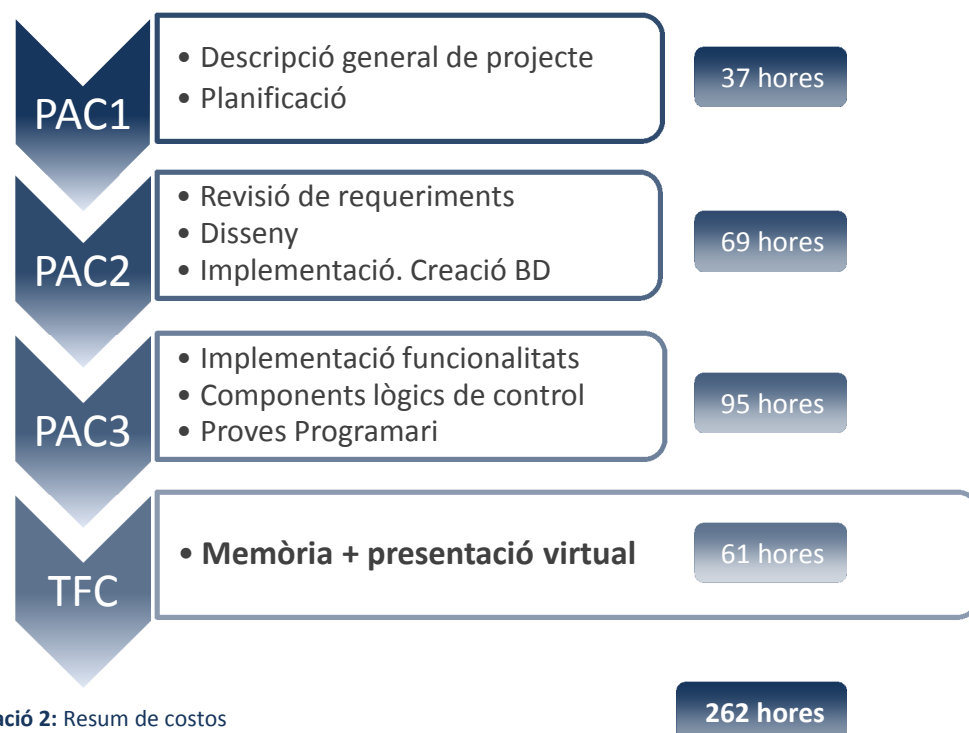 PAC1
• Descripció general de projecte
• Planificació
37 hores
PAC2
• Revisió de requeriments
• Disseny
• Implementació. Creació BD
69 hores
PAC3
• Implementació funcionalitats
• Components lògics de control
• Proves Programari
95 hores
TFC
• Memòria + presentació virtual
61 hores
2: Resum de costos
262 hores